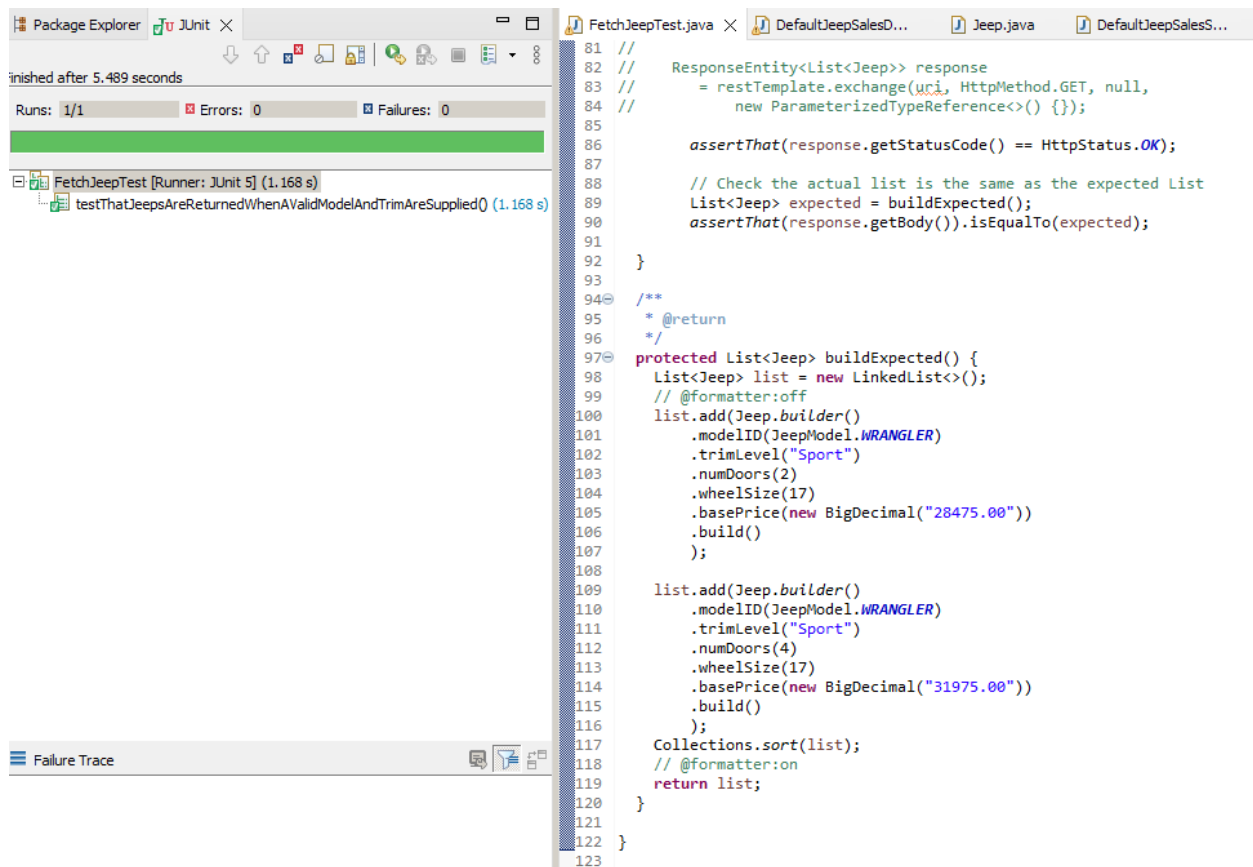 Package Explorer JUnit
inished after 5.489 seconds
Runs: 1/1 Errors: 0 Failures: 0
FetchJeepTest [Runner: JUnit 5] (1.168 s)
testThatJeepsAreReturnedWhenAValidModelAndTrimAreSupplied() (1.168 s)
Failure Trace
FetchJeepTest.java DefaultJeepSalesD... Jeep.java DefaultJeepSalesS...
81 //
82 // ResponseEntity<List<Jeep>> response
83 // = restTemplate.exchange(uri, HttpMethod.GET, null,
84 // new ParameterizedTypeReference<>() {});
85
86 assertThat(response.getStatusCode() == HttpStatus.OK);
87
88 // Check the actual list is the same as the expected List
89 List<Jeep> expected = buildExpected();
90 assertThat(response.getBody()).isEqualTo(expected);
91
92 }
93
94 /**
95 * @return
96 */
97 protected List<Jeep> buildExpected() {
98 List<Jeep> list = new LinkedList<>();
99 // @formatter:off
100 list.add(Jeep.builder()
101 .modelID(JeepModel.WRANGLER)
102 .trimLevel("Sport")
103 .numDoors(2)
104 .wheelSize(17)
105 .basePrice(new BigDecimal("28475.00"))
106 .build()
107 );
108
109 list.add(Jeep.builder()
110 .modelID(JeepModel.WRANGLER)
111 .trimLevel("Sport")
112 .numDoors(4)
113 .wheelSize(17)
114 .basePrice(new BigDecimal("31975.00"))
115 .build()
116 );
117 Collections.sort(list);
118 // @formatter:on
119 return list;
120 }
121
122 }
123